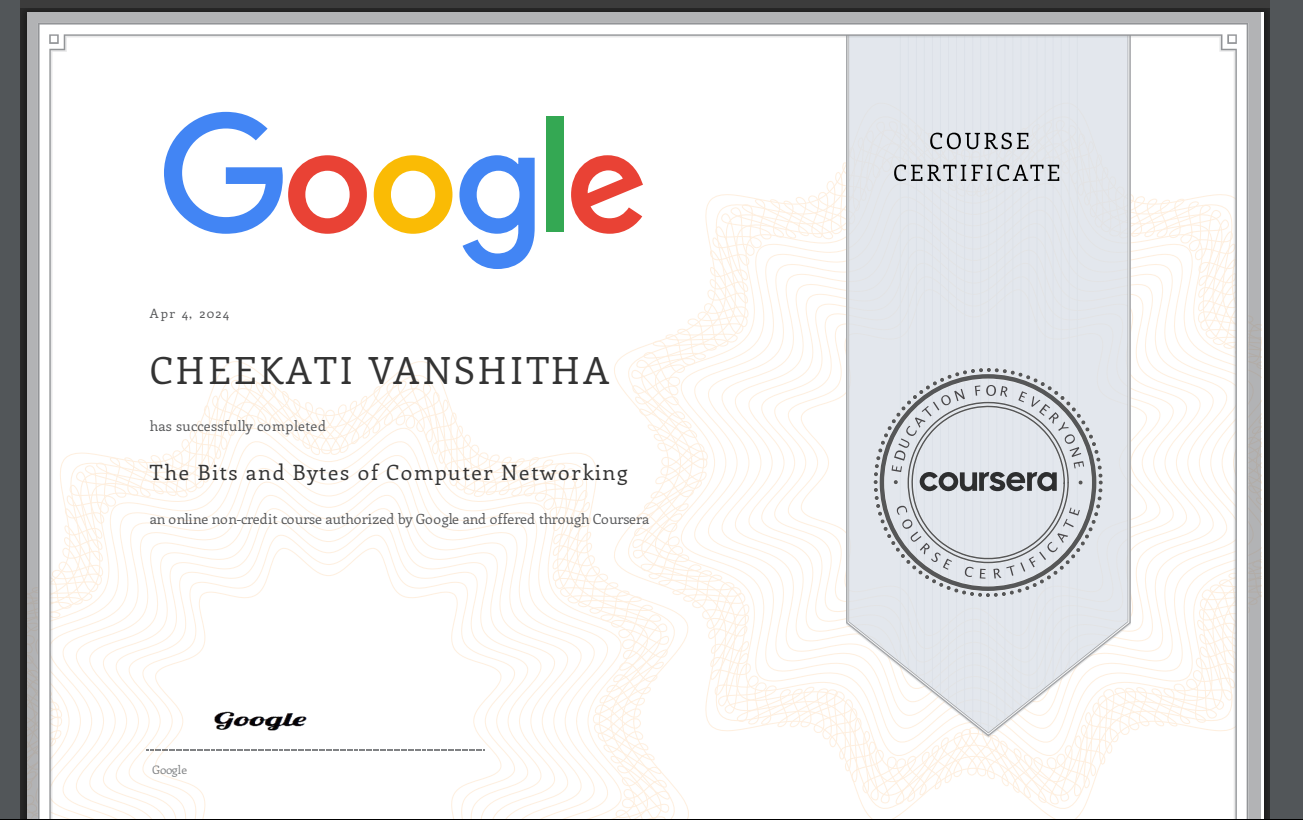 Google
COURSE
CERTIFICATE
Apr 4, 2024
CHEEKATI VANSHITHA
has successfully completed
The Bits and Bytes of Computer Networking
an online non-credit course authorized by Google and offered through Coursera
EDUCATION FOR EVERYONE
coursera
COURSE CERTIFICATE
Google
Google